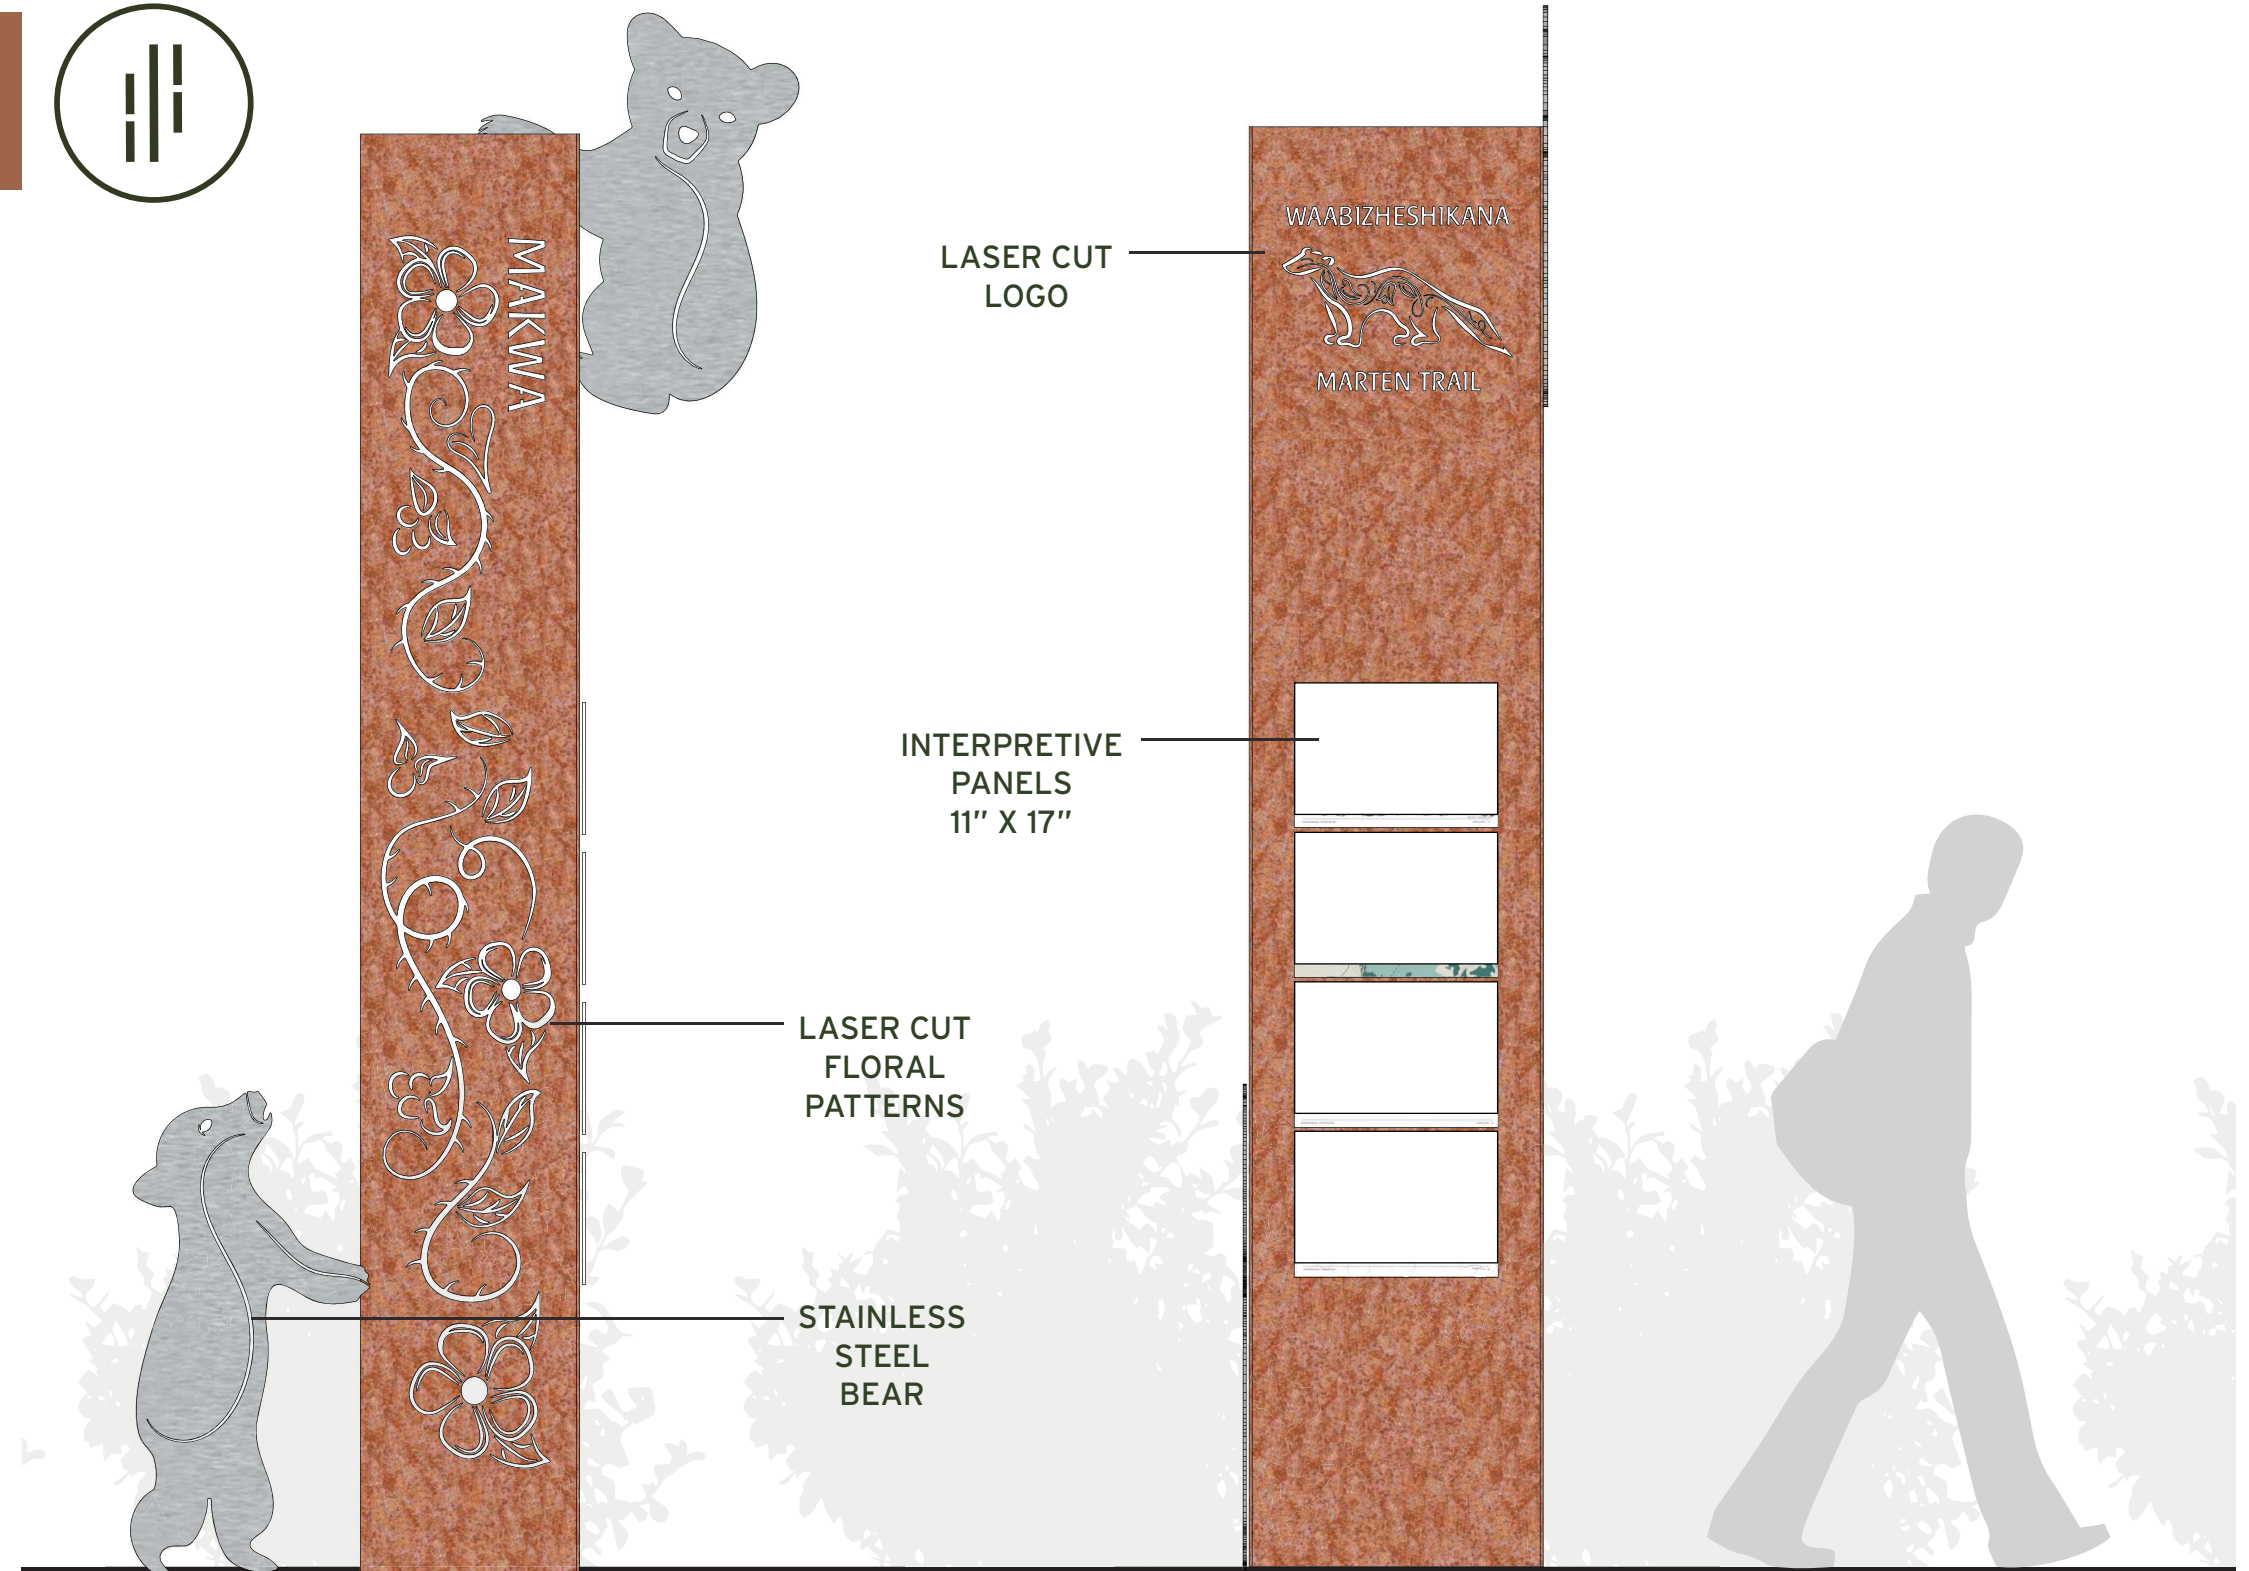 MAKWA
WAABIZHESHIKANA
MARTEN TRAIL
LASER CUT
LOGO
INTERPRETIVE
PANELS
11" X 17"
LASER CUT
FLORAL
PATTERNS
STAINLESS
STEEL
BEAR